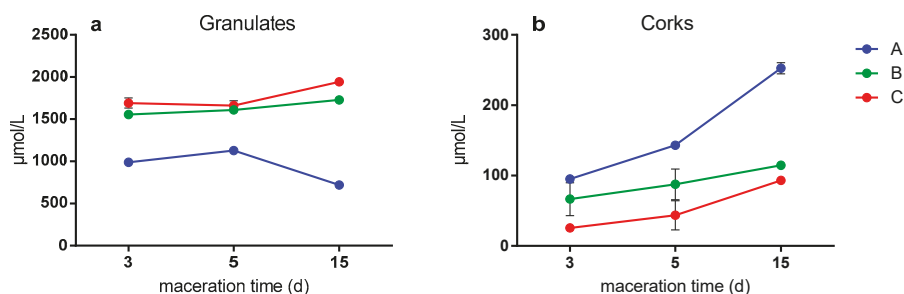 a Granulates
2500
2000
1500
1000
500
0
µmol/L
3 5 15
maceration time (d)
b Corks
300
200
100
0
µmol/L
3 5 15
maceration time (d)
A
B
C